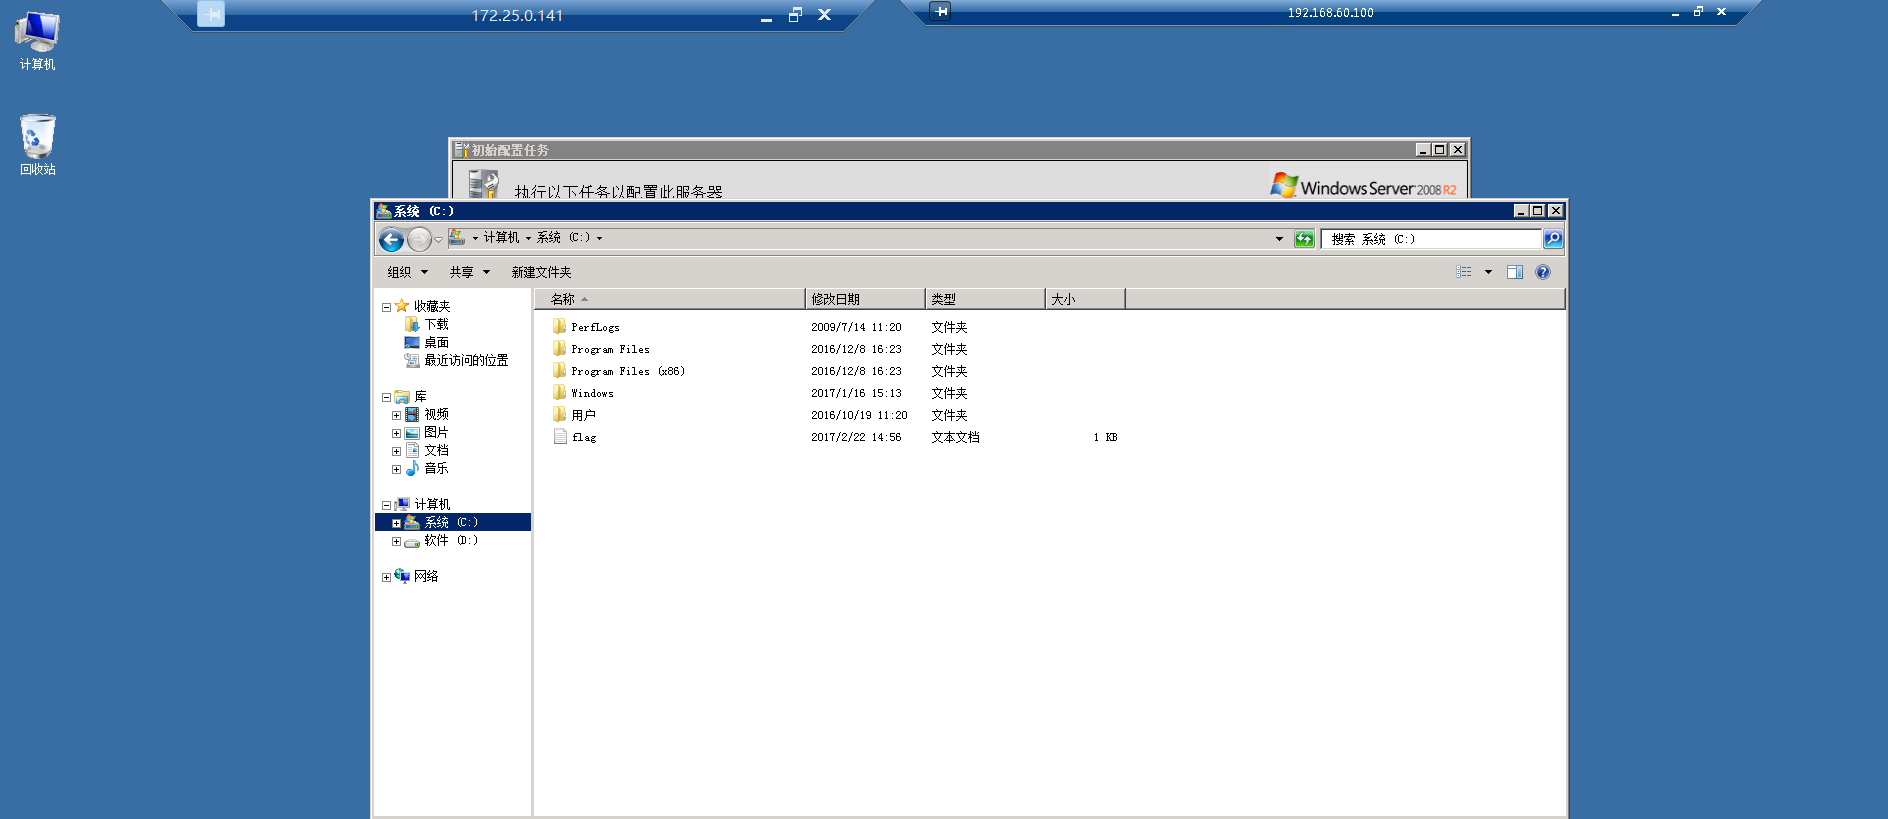 172.25.0.141
192.168.60.100
计算机
回收站
初始配置任务
执行以下任务以配置此服务器
Windows Server 2008 R2
系统 (C:)
计算机 系统 (C:)
搜索 系统 (C:)
组织 共享 新建文件夹
收藏夹
下载
桌面
最近访问的位置
库
视频
图片
文档
音乐
计算机
系统 (C:)
软件 (D:)
网络
名称 修改日期 类型 大小
PerfLogs 2009/7/14 11:20 文件夹
Program Files 2016/12/8 16:23 文件夹
Program Files (x86) 2016/12/8 16:23 文件夹
Windows 2017/1/16 15:13 文件夹
用户 2016/10/19 11:20 文件夹
flag 2017/2/22 14:56 文本文档 1 KB